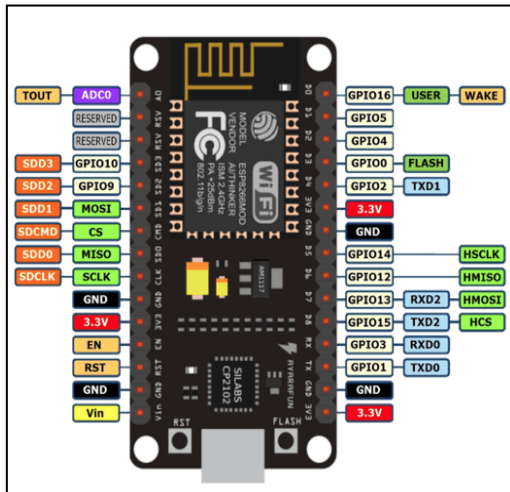 TOUT ADC0 A0 D0 GPIO16 USER WAKE
RESERVED RSV D1 GPIO5
RESERVED RSV D2 GPIO4
SDD3 GPIO10 SD3 D3 GPIO0 FLASH
SDD2 GPIO9 SD2 D4 GPIO2 TXD1
SDD1 MOSI SD1 3V3 3.3V
SDCMD CS CMD GND GND
SDD0 MISO SD0 D5 GPIO14 HSCLK
SDCLK SCLK CLK D6 GPIO12 HMISO
GND GND D7 GPIO13 RXD2 HMOSI
3.3V 3V3 D8 GPIO15 TXD2 HCS
EN EN RX GPIO3 RXD0
RST RST TX GPIO1 TXD0
GND GND GND GND
Vin Vin 3V3 3.3V
MODEL
VENDOR
ESP8266MOD
AI/THINKER
ISM 2.4GHz
PA +25dBm
802.11b/g/n
FC
Wi Fi
AM1117
SILABS
CP2102
AYARAFUN
RST
FLASH